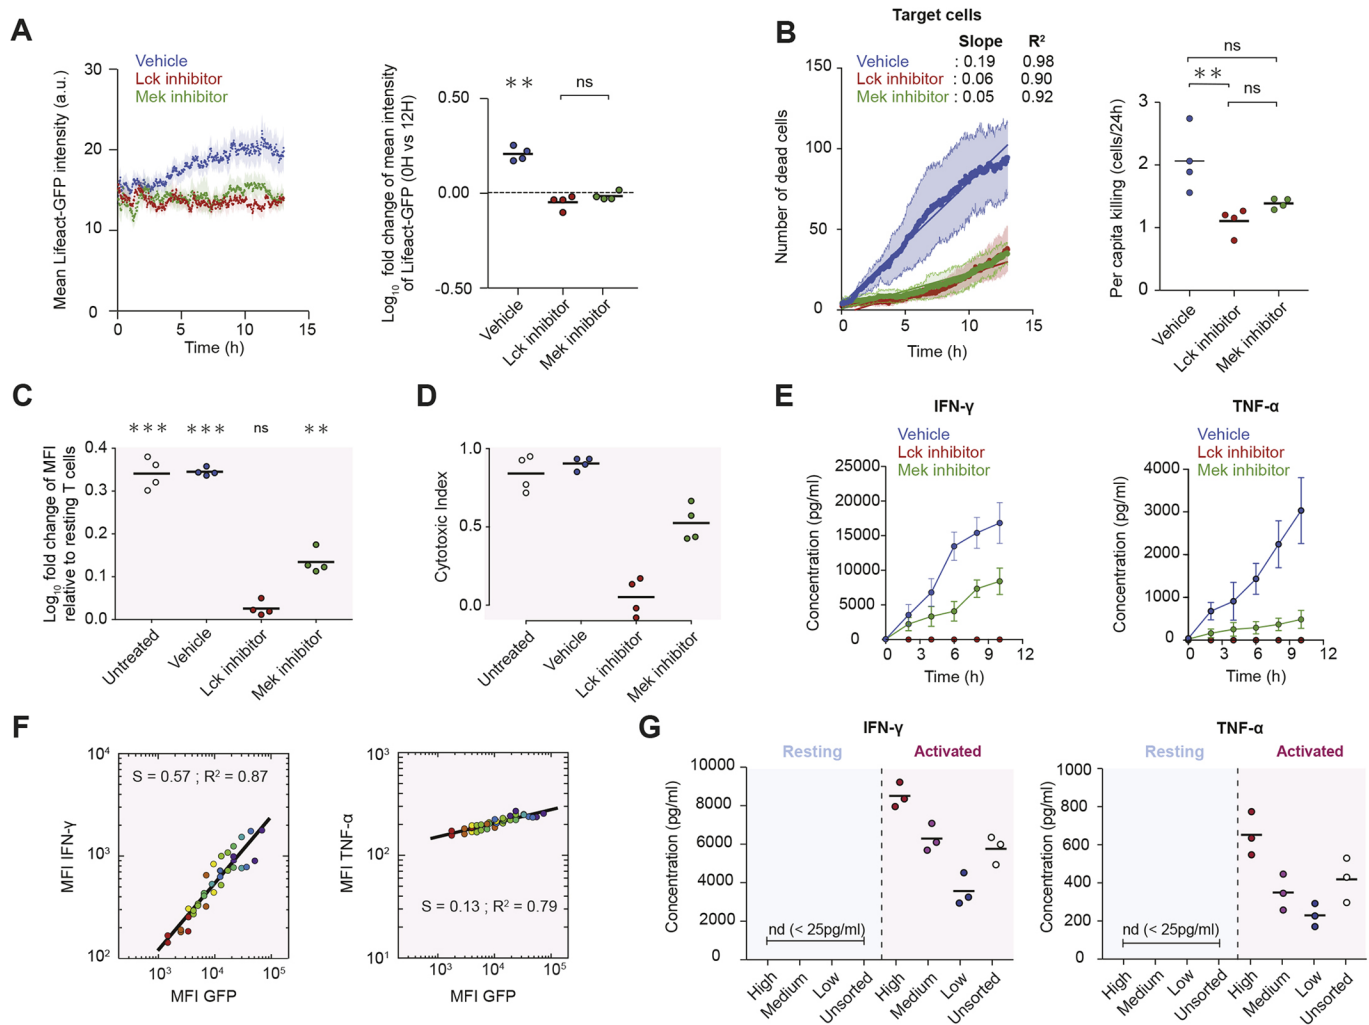 A
Vehicle
Lck inhibitor
Mek inhibitor
Mean Lifeact-GFP intensity (a.u.)
30
20
10
0
0 5 10 15
Time (h)
Log10 fold change of mean intensity
of Lifeact-GFP (0H vs 12H)
** ns
0.50
0.00
-0.50
Vehicle
Lck inhibitor
Mek inhibitor
B
Target cells
Slope R²
Vehicle : 0.19 0.98
Lck inhibitor : 0.06 0.90
Mek inhibitor : 0.05 0.92
Number of dead cells
150
100
50
0
0 5 10 15
Time (h)
Per capita killing (cells/24h)
ns
**
ns
3
2
1
0
Vehicle
Lck inhibitor
Mek inhibitor
C
*** *** ns **
Log10 fold change of MFI
relative to resting T cells
0.4
0.3
0.2
0.1
0.0
Untreated
Vehicle
Lck inhibitor
Mek inhibitor
D
Cytotoxic Index
1.0
0.5
0.0
Untreated
Vehicle
Lck inhibitor
Mek inhibitor
E
IFN-γ
Vehicle
Lck inhibitor
Mek inhibitor
Concentration (pg/ml)
25000
20000
15000
10000
5000
0
0 3 6 9 12
Time (h)
TNF-α
Vehicle
Lck inhibitor
Mek inhibitor
Concentration (pg/ml)
4000
3000
2000
1000
0
0 3 6 9 12
Time (h)
F
MFI IFN-γ
10⁴
10³
10²
S = 0.57 ; R² = 0.87
10³ 10⁴ 10⁵
MFI GFP
MFI TNF-α
10³
10²
10¹
S = 0.13 ; R² = 0.79
10³ 10⁴ 10⁵
MFI GFP
G
IFN-γ
Resting Activated
Concentration (pg/ml)
10000
8000
6000
4000
2000
0
nd (< 25pg/ml)
High
Medium
Low
Unsorted
High
Medium
Low
Unsorted
TNF-α
Resting Activated
Concentration (pg/ml)
1000
800
600
400
200
0
nd (< 25pg/ml)
High
Medium
Low
Unsorted
High
Medium
Low
Unsorted